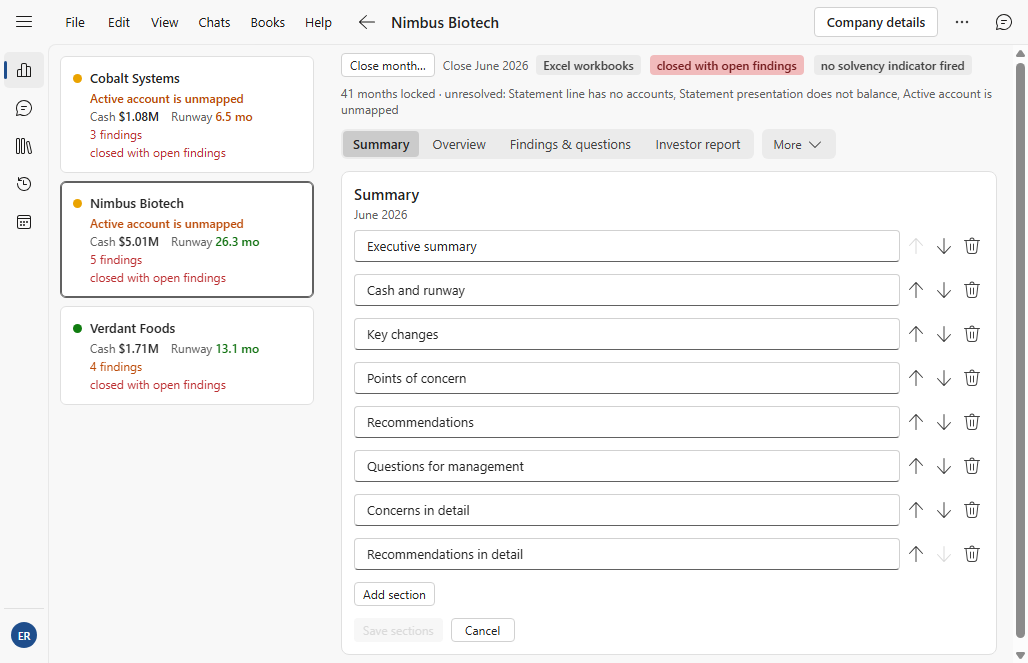 File Edit View Chats Books Help
Nimbus Biotech
Company details
Cobalt Systems
Active account is unmapped
Cash $1.08M Runway 6.5 mo
3 findings
closed with open findings
Nimbus Biotech
Active account is unmapped
Cash $5.01M Runway 26.3 mo
5 findings
closed with open findings
Verdant Foods
Cash $1.71M Runway 13.1 mo
4 findings
closed with open findings
ER
Close month... Close June 2026 Excel workbooks closed with open findings no solvency indicator fired
41 months locked · unresolved: Statement line has no accounts, Statement presentation does not balance, Active account is
unmapped
Summary Overview Findings & questions Investor report More
Summary
June 2026
Executive summary
Cash and runway
Key changes
Points of concern
Recommendations
Questions for management
Concerns in detail
Recommendations in detail
Add section
Save sections Cancel